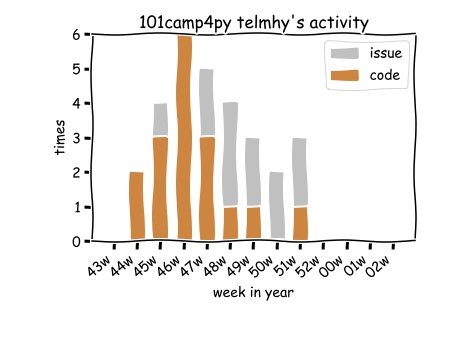 101camp4py telmhy's activity
issue
code
times
6
5
4
3
2
1
0
43w 44w 45w 46w 47w 48w 49w 50w 51w 52w 00w 01w 02w
week in year